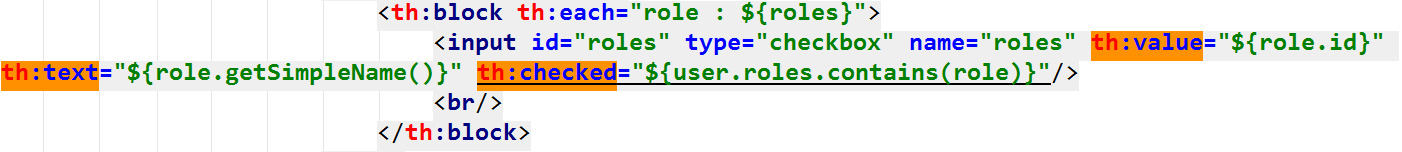 <th:block th:each="role : ${roles}">
<input id="roles" type="checkbox" name="roles" th:value="${role.id}"
th:text="${role.getSimpleName()}" th:checked="${user.roles.contains(role)}"/>
<br/>
</th:block>